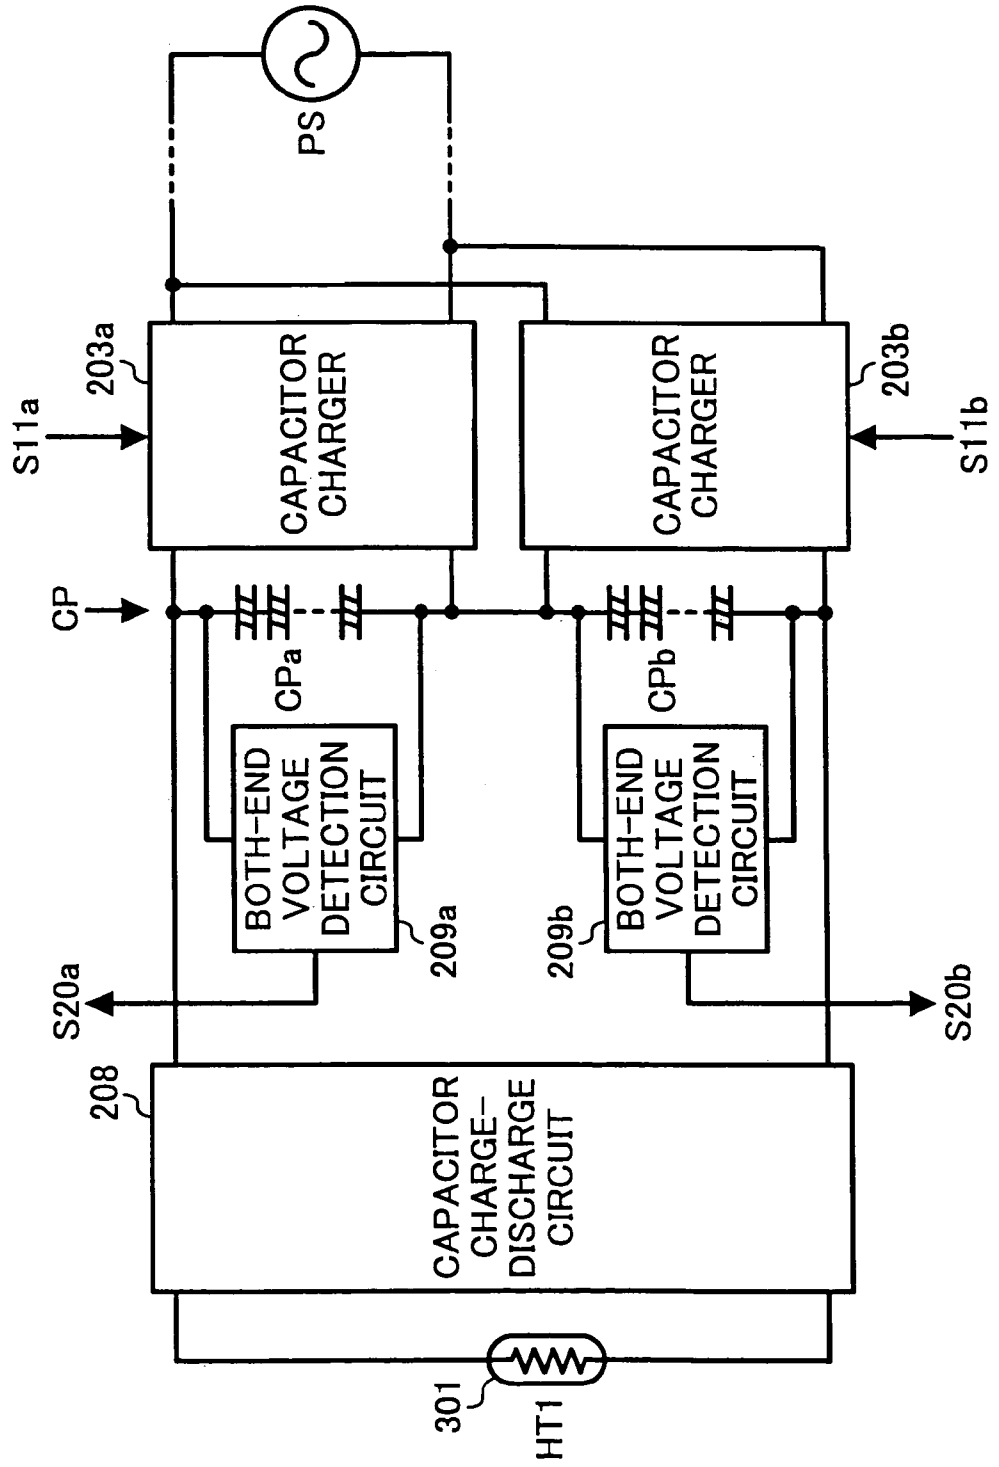 PS
203a
CAPACITOR
CHARGER
S11a
203b
CAPACITOR
CHARGER
S11b
CP
CPa
CPb
BOTH-END
VOLTAGE
DETECTION
CIRCUIT
209a
S20a
BOTH-END
VOLTAGE
DETECTION
CIRCUIT
209b
S20b
208
CAPACITOR
CHARGE-
DISCHARGE
CIRCUIT
301
HT1